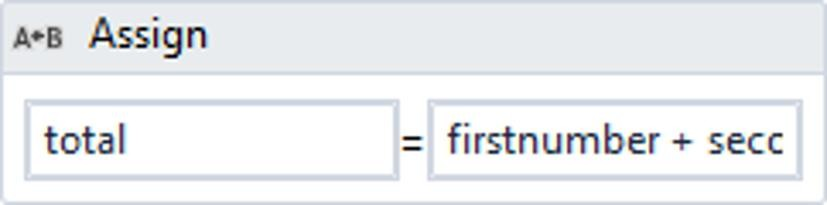 A←B Assign
total = firstnumber + secc